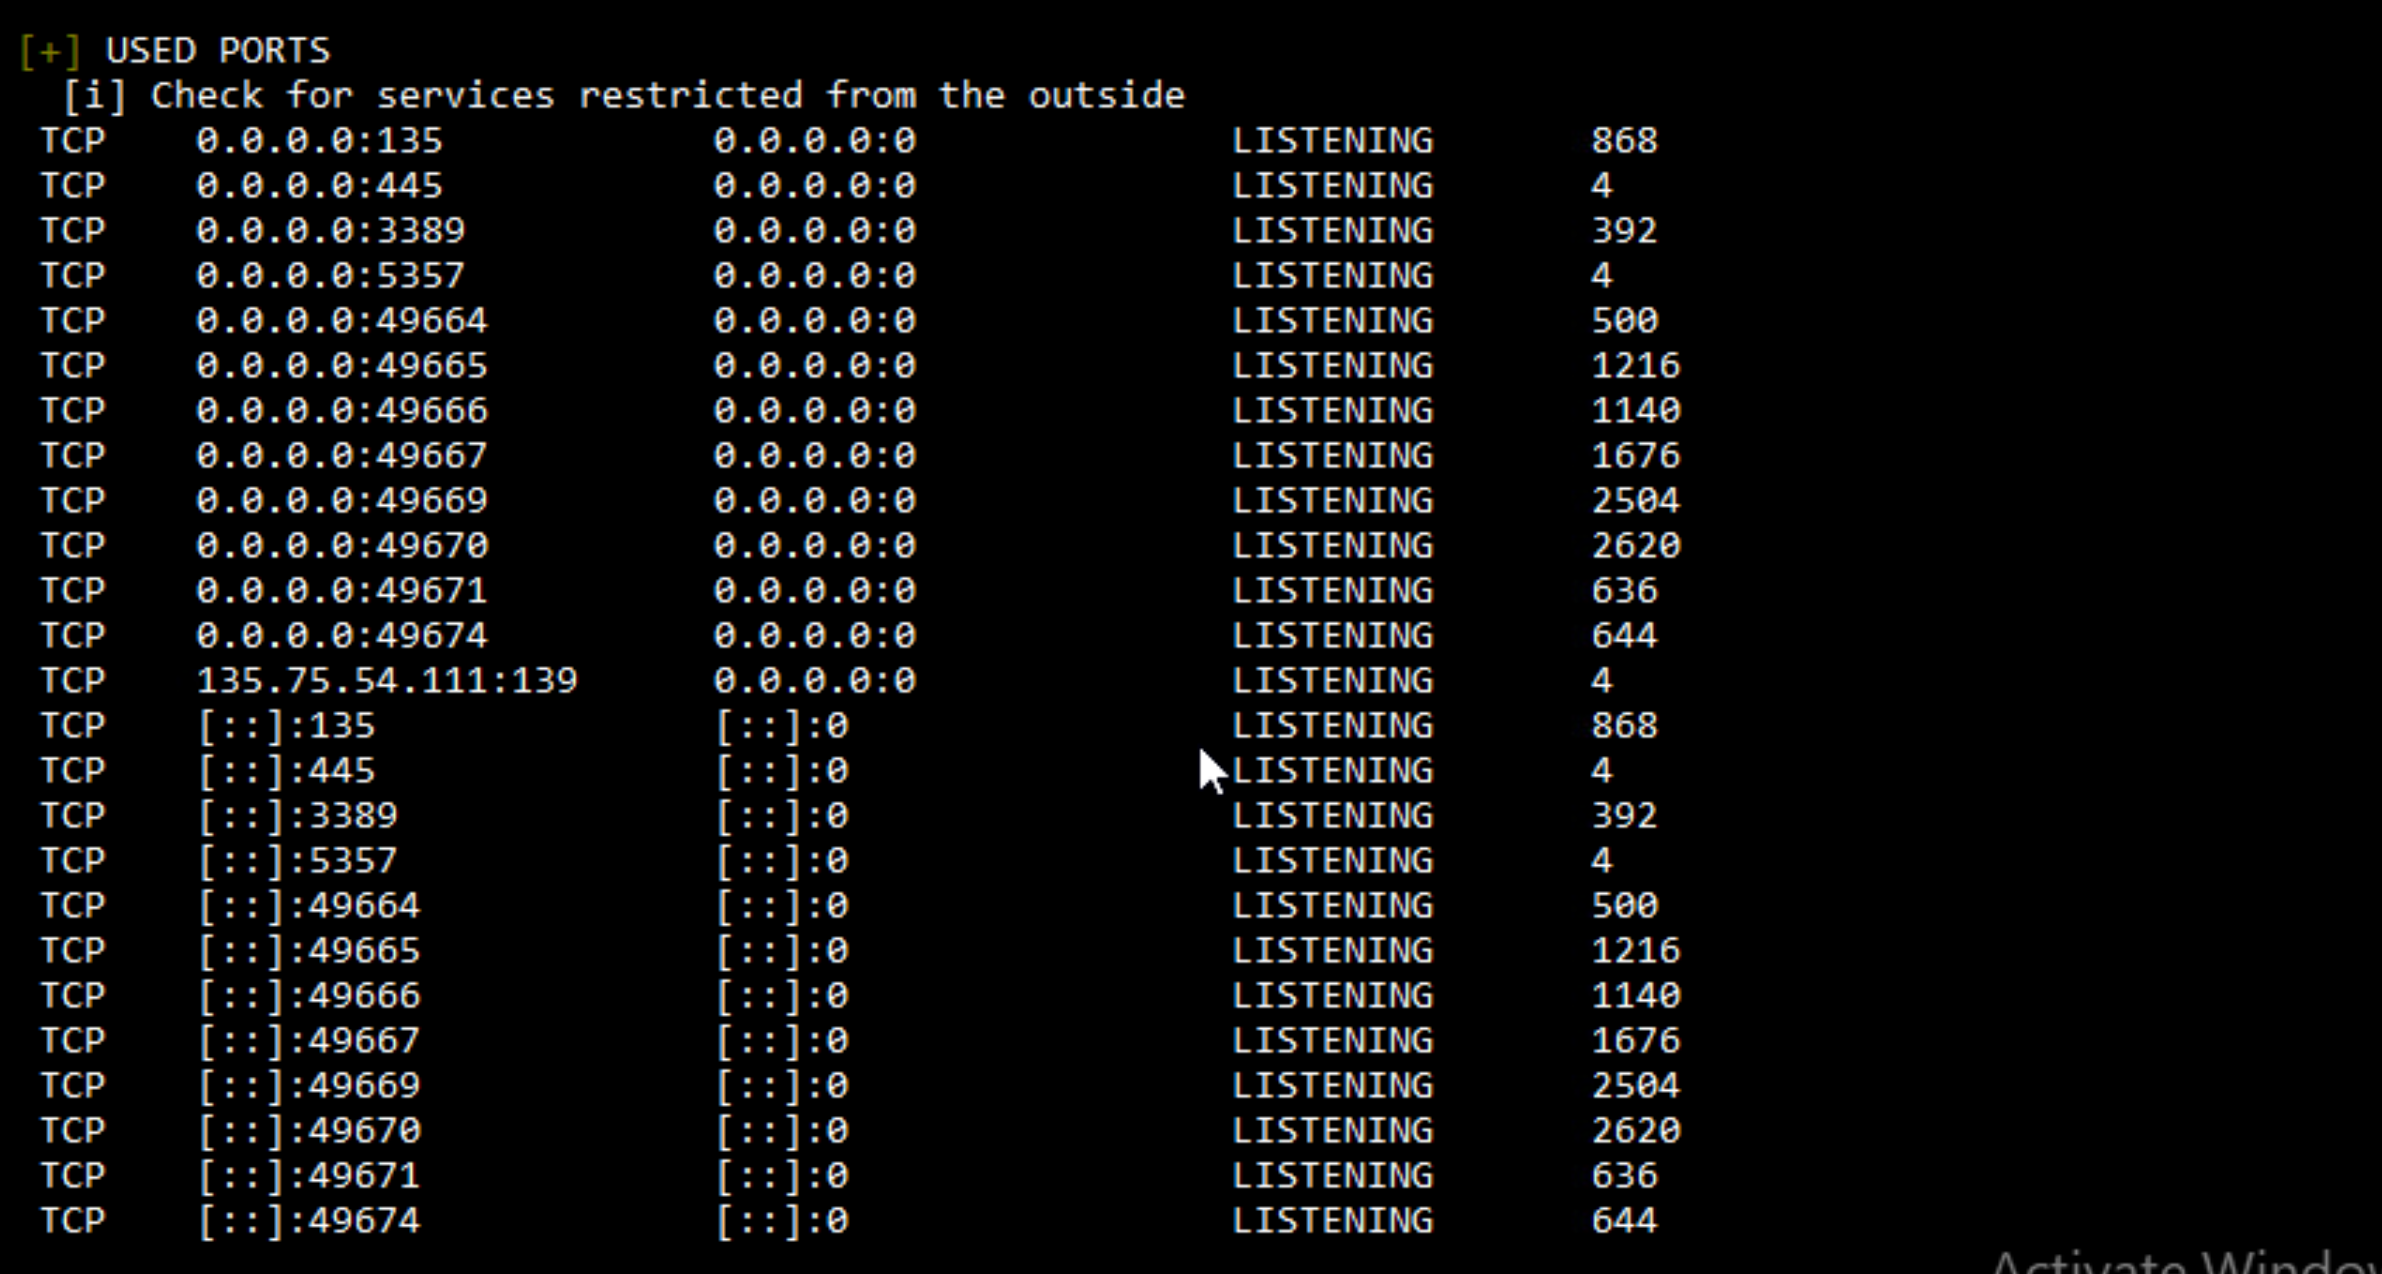 [+] USED PORTS
[i] Check for services restricted from the outside
TCP 0.0.0.0:135 0.0.0.0:0 LISTENING 868
TCP 0.0.0.0:445 0.0.0.0:0 LISTENING 4
TCP 0.0.0.0:3389 0.0.0.0:0 LISTENING 392
TCP 0.0.0.0:5357 0.0.0.0:0 LISTENING 4
TCP 0.0.0.0:49664 0.0.0.0:0 LISTENING 500
TCP 0.0.0.0:49665 0.0.0.0:0 LISTENING 1216
TCP 0.0.0.0:49666 0.0.0.0:0 LISTENING 1140
TCP 0.0.0.0:49667 0.0.0.0:0 LISTENING 1676
TCP 0.0.0.0:49669 0.0.0.0:0 LISTENING 2504
TCP 0.0.0.0:49670 0.0.0.0:0 LISTENING 2620
TCP 0.0.0.0:49671 0.0.0.0:0 LISTENING 636
TCP 0.0.0.0:49674 0.0.0.0:0 LISTENING 644
TCP 135.75.54.111:139 0.0.0.0:0 LISTENING 4
TCP [::]:135 [::]:0 LISTENING 868
TCP [::]:445 [::]:0 LISTENING 4
TCP [::]:3389 [::]:0 LISTENING 392
TCP [::]:5357 [::]:0 LISTENING 4
TCP [::]:49664 [::]:0 LISTENING 500
TCP [::]:49665 [::]:0 LISTENING 1216
TCP [::]:49666 [::]:0 LISTENING 1140
TCP [::]:49667 [::]:0 LISTENING 1676
TCP [::]:49669 [::]:0 LISTENING 2504
TCP [::]:49670 [::]:0 LISTENING 2620
TCP [::]:49671 [::]:0 LISTENING 636
TCP [::]:49674 [::]:0 LISTENING 644
Activate Window